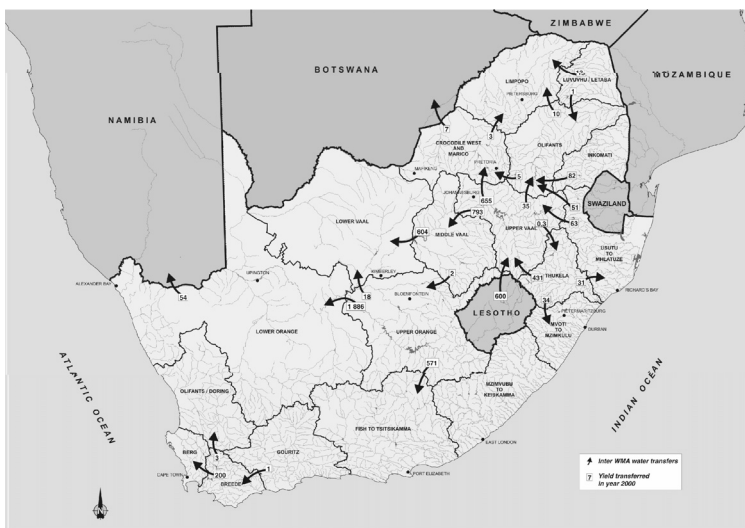 ZIMBABWE
BOTSWANA
MOZAMBIQUE
NAMIBIA
LIMPOPO
LUVUVHU / LETABA
PIETERSBURG
1
7
3
10
CROCODILE WEST
AND
MARICO
OLIFANTS
INKOMATI
MAFIKENG
PRETORIA
5
82
JOHANNESBURG
655
35
51
SWAZILAND
LOWER VAAL
793
63
604
MIDDLE VAAL
UPPER VAAL
0.3
USUTU
TO
MHLATUZE
2
431
THUKELA
31
ALEXANDER BAY
UPINGTON
KIMBERLEY
54
18
600
RICHARD'S BAY
1 886
BLOEMFONTEIN
34
LESOTHO
PIETERMARITZBURG
LOWER ORANGE
UPPER ORANGE
MVOTI
TO
MZIMKULU
DURBAN
ATLANTIC OCEAN
571
MZIMVUBU
TO
KEISKAMMA
INDIAN OCEAN
OLIFANTS / DORING
FISH TO TSITSIKAMMA
EAST LONDON
BERG
GOURITZ
3
1
CAPE TOWN
200
BREEDE
PORT ELIZABETH
Inter WMA water transfers
7
Yield transferred
in year 2000
N